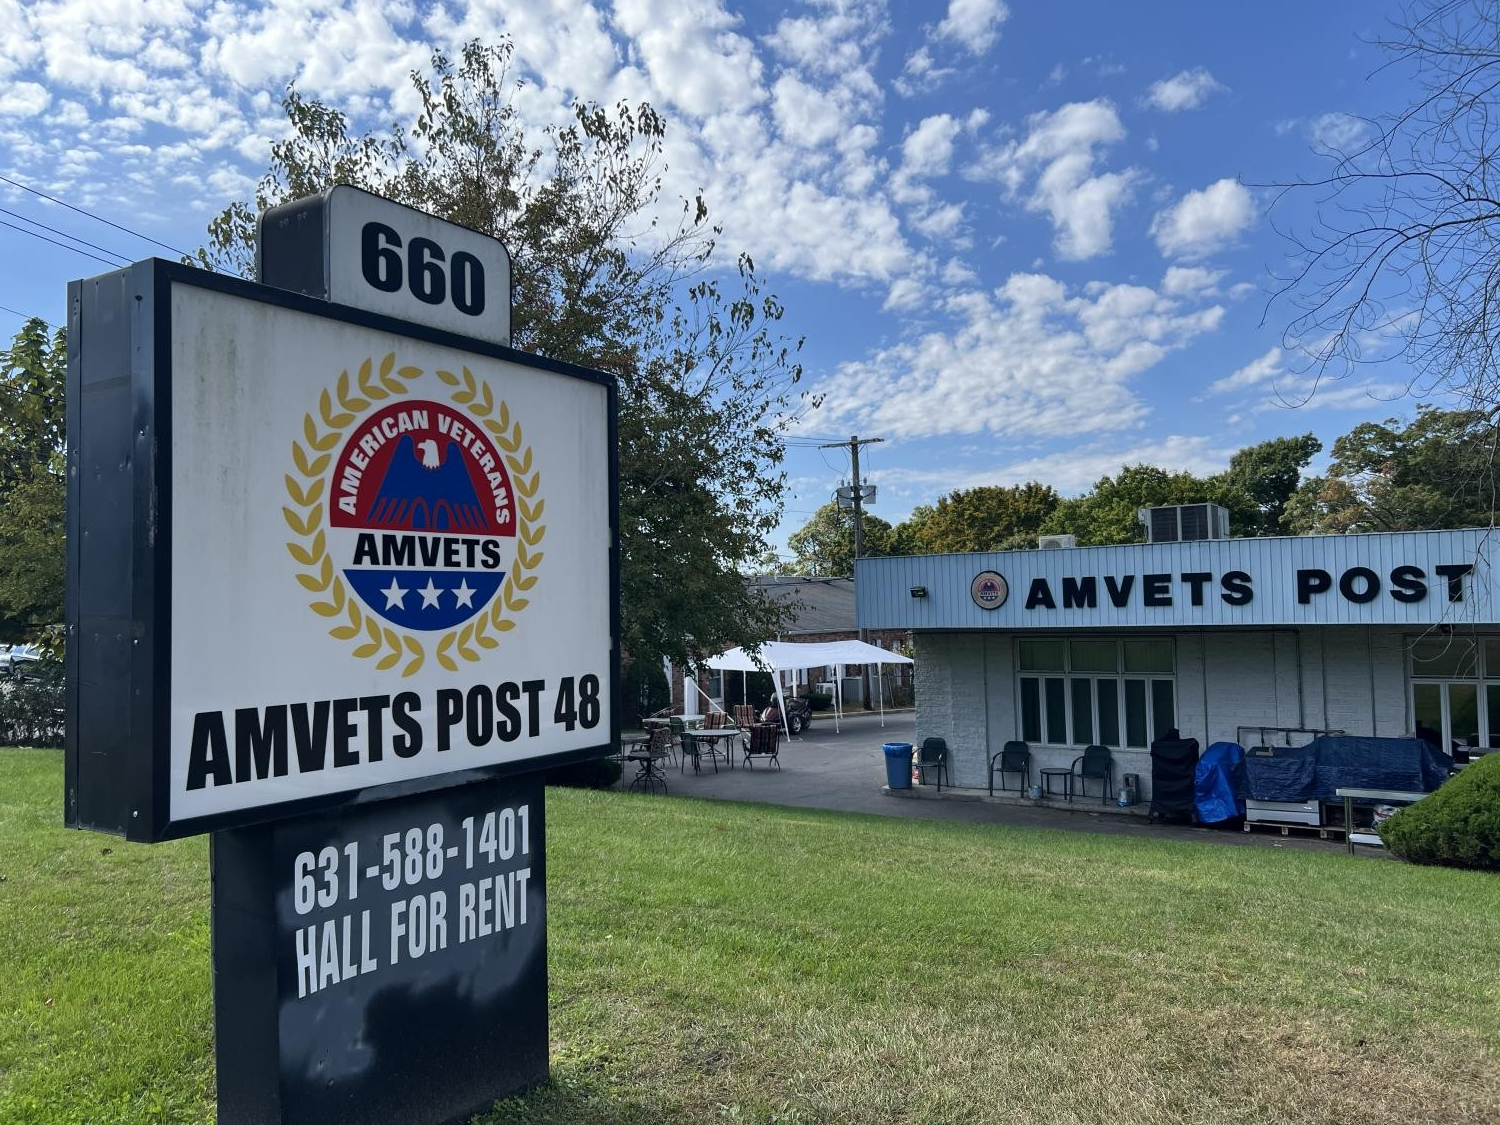 660
AMERICAN VETERANS
AMVETS
AMVETS POST 48
631-588-1401
HALL FOR RENT
AMVETS POST